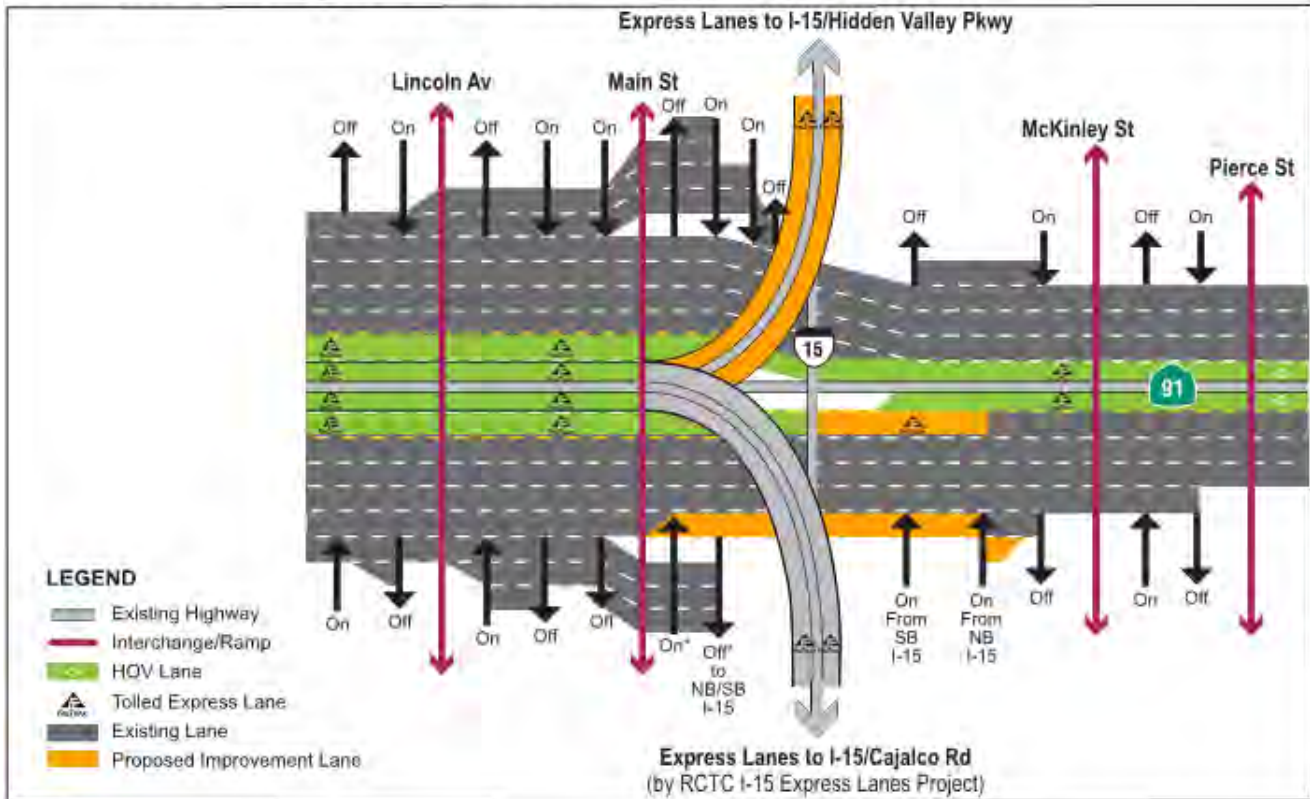 Express Lanes to I-15/Hidden Valley Pkwy
Lincoln Av
Main St
McKinley St
Pierce St
Off
On
Off
On
On
Off
On
On
Off
Off
On
Off
On
15
91
On
Off
On
Off
Off
On*
Off*
to
NB/SB
I-15
On
From
SB
I-15
On
From
NB
I-15
Off
On
Off
LEGEND
Existing Highway
Interchange/Ramp
HOV Lane
Tolled Express Lane
Existing Lane
Proposed Improvement Lane
Express Lanes to I-15/Cajalco Rd
(by RCTC I-15 Express Lanes Project)